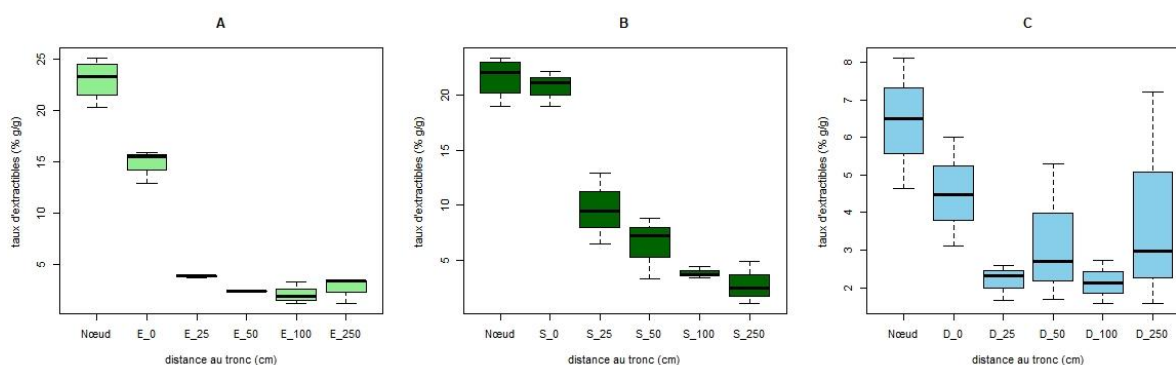 A
B
C
taux d'extractibles (% g/g)
25
20
15
10
5
Nœud
E_0
E_25
E_50
E_100
E_250
distance au tronc (cm)
taux d'extractibles (% g/g)
20
15
10
5
Nœud
S_0
S_25
S_50
S_100
S_250
distance au tronc (cm)
taux d'extractibles (% g/g)
8
7
6
5
4
3
2
Nœud
D_0
D_25
D_50
D_100
D_250
distance au tronc (cm)